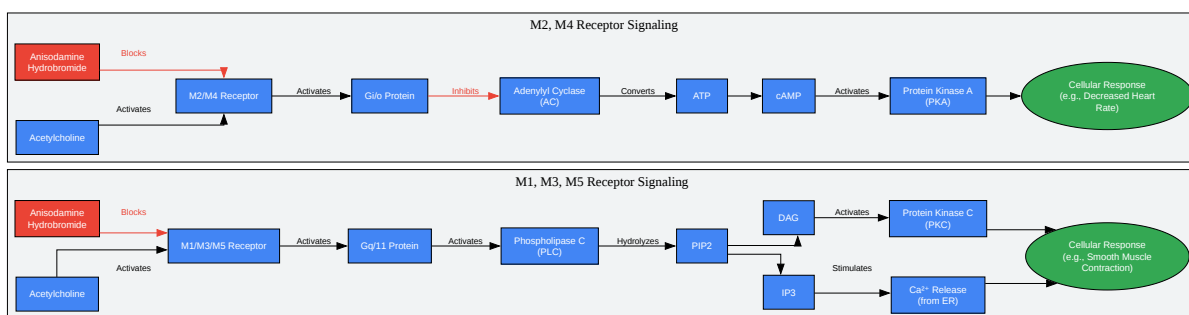 M2, M4 Receptor Signaling
Anisodamine
Hydrobromide
Blocks
M2/M4 Receptor
Activates
Acetylcholine
Activates
Gi/o Protein
Inhibits
Adenylyl Cyclase
(AC)
Converts
ATP
cAMP
Activates
Protein Kinase A
(PKA)
Cellular Response
(e.g., Decreased Heart
Rate)
M1, M3, M5 Receptor Signaling
Anisodamine
Hydrobromide
Blocks
M1/M3/M5 Receptor
Activates
Acetylcholine
Activates
Gq/11 Protein
Activates
Phospholipase C
(PLC)
Hydrolyzes
PIP2
DAG
Activates
Protein Kinase C
(PKC)
IP3
Stimulates
Ca²⁺ Release
(from ER)
Cellular Response
(e.g., Smooth Muscle
Contraction)